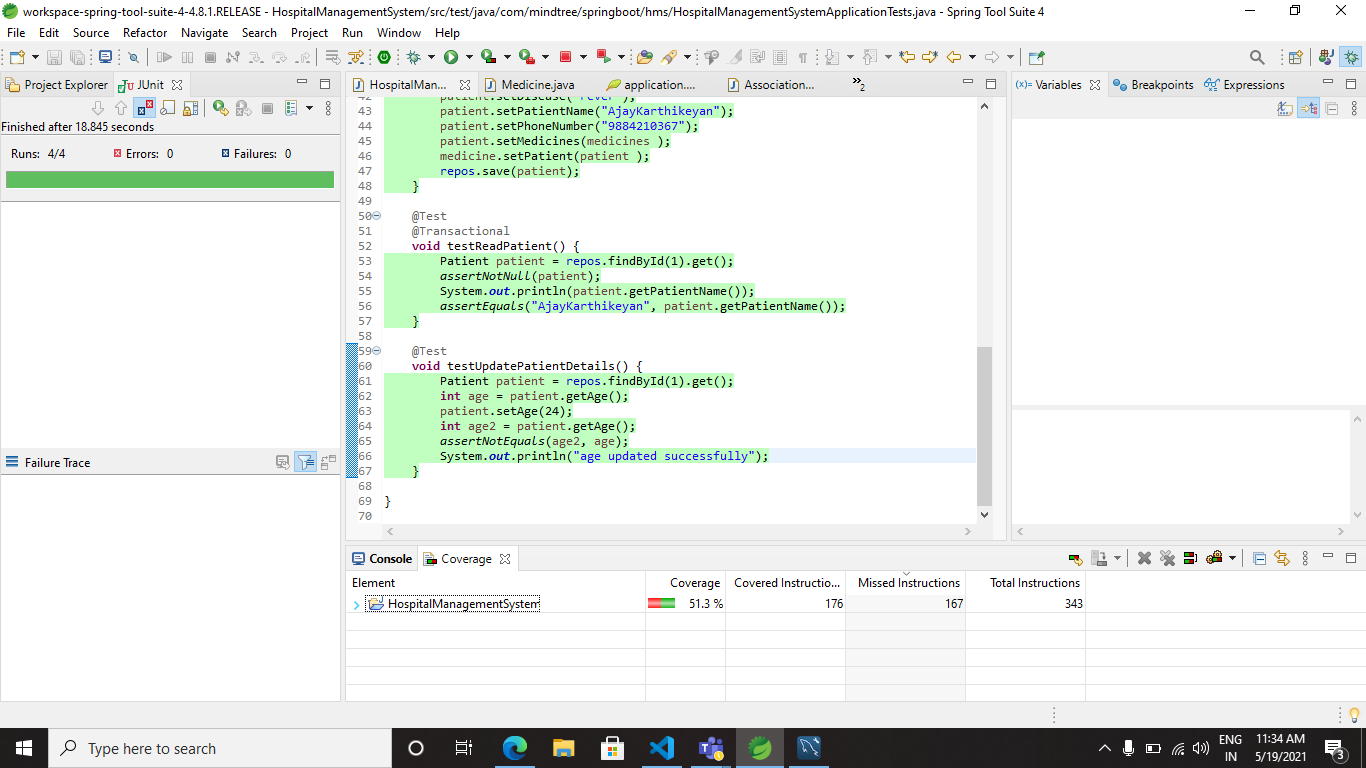 workspace-spring-tool-suite-4-4.8.1.RELEASE - HospitalManagementSystem/src/test/java/com/mindtree/springboot/hms/HospitalManagementSystemApplicationTests.java - Spring Tool Suite 4
File Edit Source Refactor Navigate Search Project Run Window Help
Project Explorer JUnit
Finished after 18.845 seconds
Runs: 4/4 Errors: 0 Failures: 0
Failure Trace
HospitalMan... Medicine.java application.... Association... »2
42 patient.setDisease("Fever");
43 patient.setPatientName("AjayKarthikeyan");
44 patient.setPhoneNumber("9884210367");
45 patient.setMedicines(medicines );
46 medicine.setPatient(patient );
47 repos.save(patient);
48 }
49
50 @Test
51 @Transactional
52 void testReadPatient() {
53 Patient patient = repos.findById(1).get();
54 assertNotNull(patient);
55 System.out.println(patient.getPatientName());
56 assertEquals("AjayKarthikeyan", patient.getPatientName());
57 }
58
59 @Test
60 void testUpdatePatientDetails() {
61 Patient patient = repos.findById(1).get();
62 int age = patient.getAge();
63 patient.setAge(24);
64 int age2 = patient.getAge();
65 assertNotEquals(age2, age);
66 System.out.println("age updated successfully");
67 }
68
69 }
70
(x)= Variables Breakpoints Expressions
Console Coverage
Element Coverage Covered Instructio... Missed Instructions Total Instructions
HospitalManagementSystem 51.3 % 176 167 343
Type here to search
ENG 11:34 AM
IN 5/19/2021
3